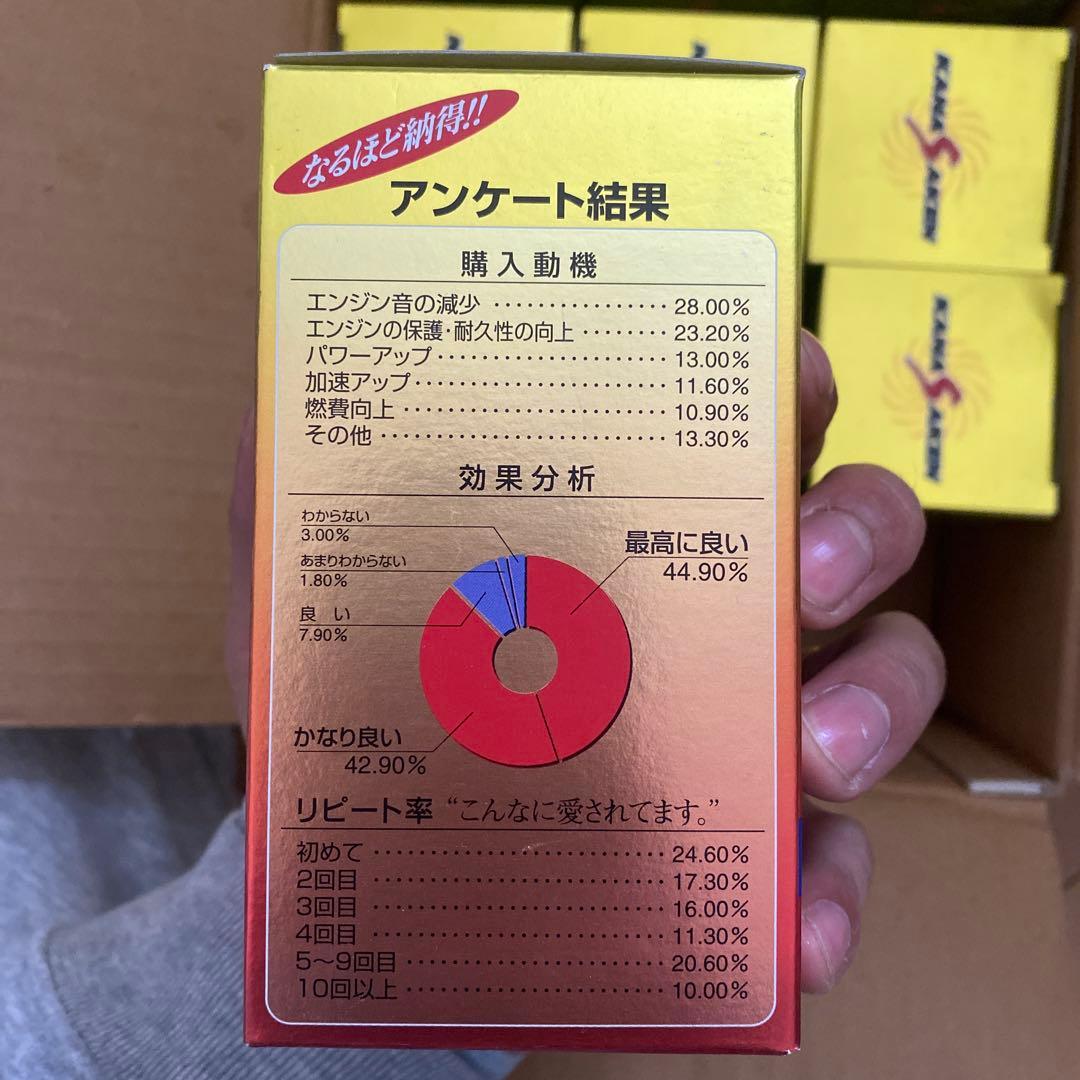 なるほど納得!!
アンケート結果
購入動機
エンジン音の減少 ················ 28.00%
エンジンの保護・耐久性の向上 ········ 23.20%
パワーアップ ····················· 13.00%
加速アップ ······················· 11.60%
燃費向上 ························ 10.90%
その他 ·························· 13.30%
効果分析
わからない
3.00%
あまりわからない
1.80%
良い
7.90%
最高に良い
44.90%
かなり良い
42.90%
リピート率 “こんなに愛されてます。”
初めて ··························· 24.60%
2回目 ··························· 17.30%
3回目 ··························· 16.00%
4回目 ··························· 11.30%
5〜9回目 ······················· 20.60%
10回以上 ······················· 10.00%
KANA SAKEN
KANA SAKEN